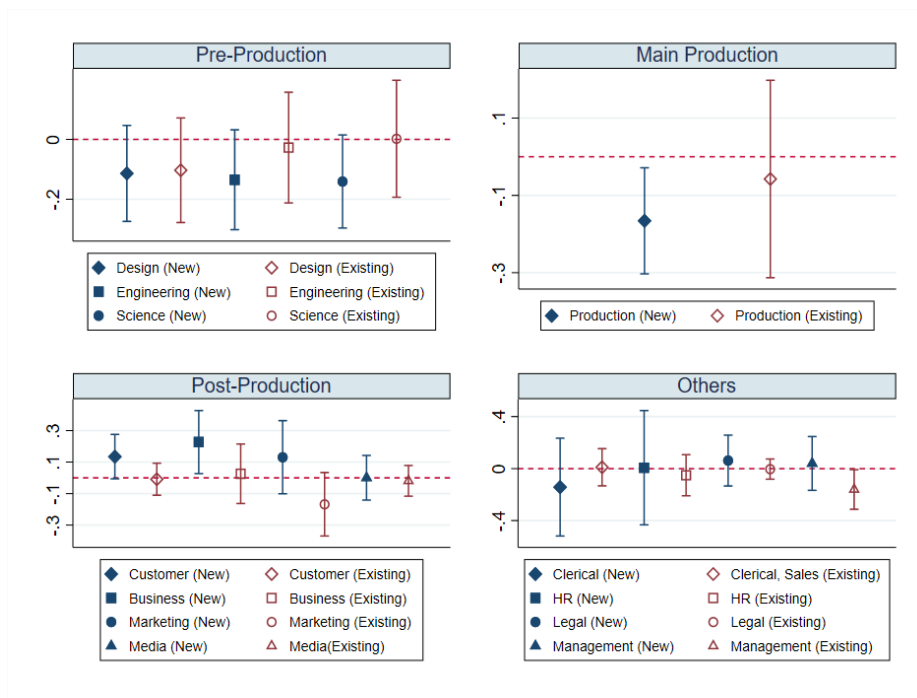 Pre-Production
0
-.2
Design (New) Design (Existing)
Engineering (New) Engineering (Existing)
Science (New) Science (Existing)
Main Production
.1
-.1
-.3
Production (New) Production (Existing)
Post-Production
.3
.1
-.1
-.3
Customer (New) Customer (Existing)
Business (New) Business (Existing)
Marketing (New) Marketing (Existing)
Media (New) Media(Existing)
Others
.4
0
-.4
Clerical (New) Clerical, Sales (Existing)
HR (New) HR (Existing)
Legal (New) Legal (Existing)
Management (New) Management (Existing)